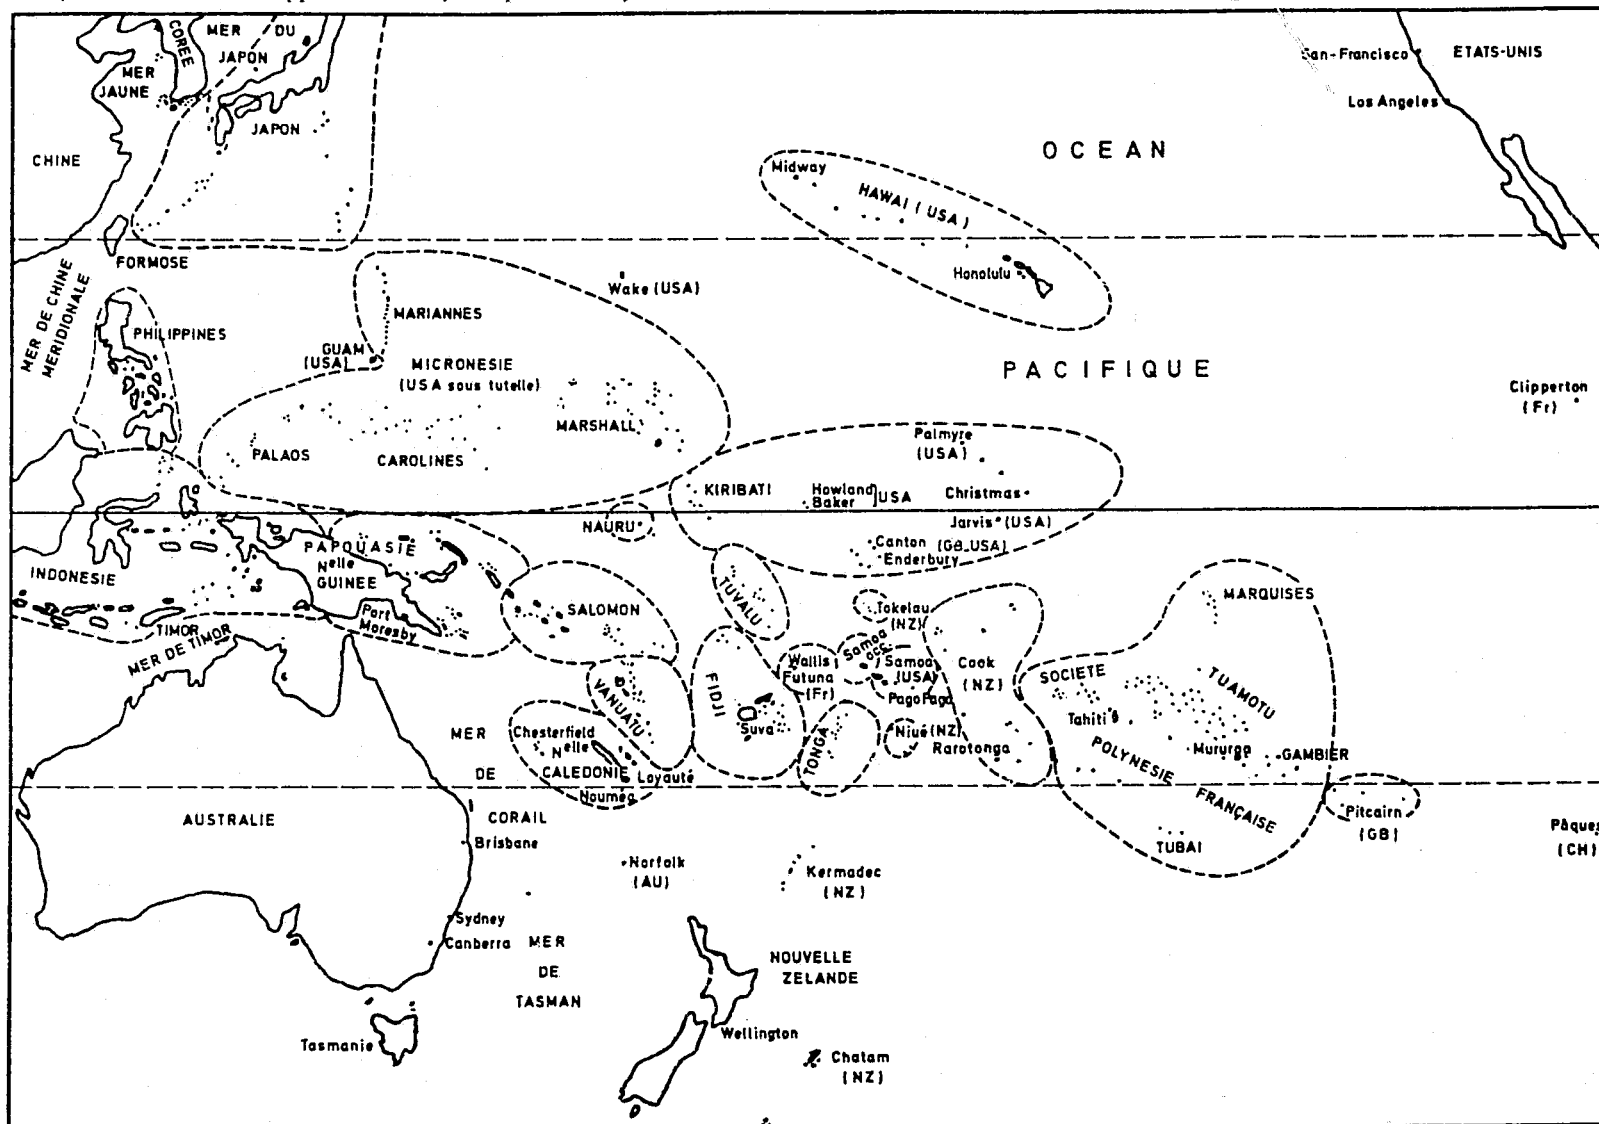 MER DU
JAPON
COREE
MER
JAUNE
JAPON
CHINE
FORMOSE
MER DE CHINE
MERIDIONALE
PHILIPPINES
San-Francisco
ETATS-UNIS
Los Angeles
OCEAN
PACIFIQUE
Midway
HAWAI (USA)
Honolulu
Wake (USA)
MARIANNES
GUAM
(USA)
MICRONESIE
(USA sous tutelle)
MARSHALL
PALAOS
CAROLINES
Clipperton
(Fr)
Palmyre
(USA)
KIRIBATI
Howland
Baker
USA
Christmas
Jarvis (USA)
NAURU
Canton (GB_USA)
Enderbury
INDONESIE
PAPOUASIE
Nelle
GUINEE
Port
Moresby
TIMOR
MER DE TIMOR
SALOMON
TUVALU
Tokelau
(NZ)
MARQUISES
Samoa
occ
Wallis
Futuna
(Fr)
Samoa
(USA)
PagoPago
Cook
(NZ)
SOCIETE
TUAMOTU
Tahiti
FIDJI
Suva
VANUATU
TONGA
Niué (NZ)
Rarotonga
Mururoa
GAMBIER
POLYNESIE
FRANÇAISE
Chesterfield
Nelle
CALEDONIE
Loyauté
Nouméa
MER
DE
CORAIL
AUSTRALIE
Brisbane
TUBAI
Pitcairn
(GB)
Pâques
(CH)
Norfolk
(AU)
Kermadec
(NZ)
Sydney
Canberra
MER
DE
TASMAN
NOUVELLE
ZELANDE
Wellington
Tasmanie
Chatam
(NZ)